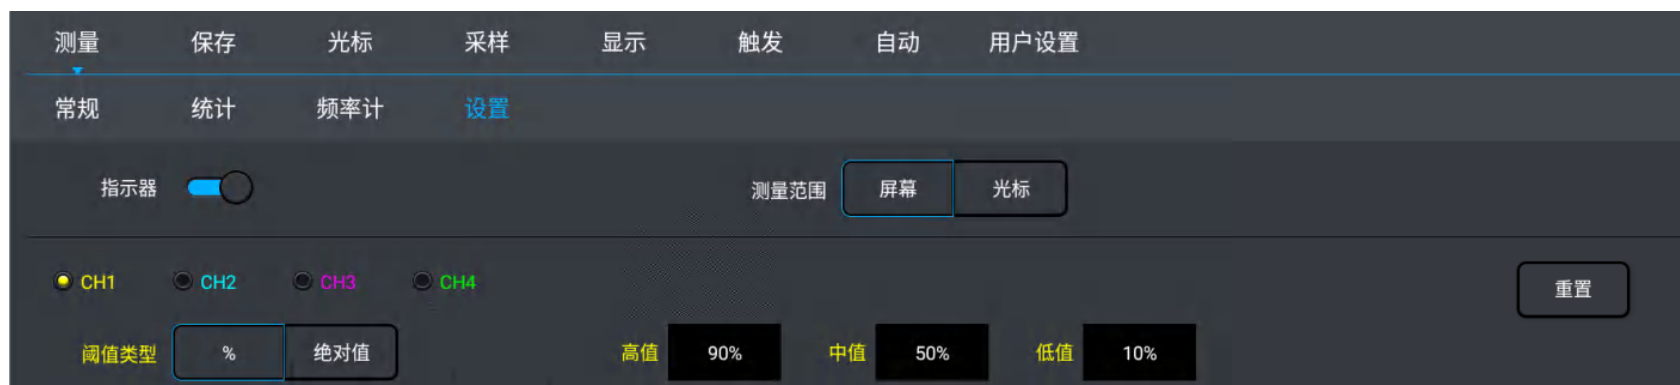 测量 保存 光标 采样 显示 触发 自动 用户设置
常规 统计 频率计 设置
指示器 测量范围 屏幕 光标
CH1 CH2 CH3 CH4 重置
阈值类型 % 绝对值 高值 90% 中值 50% 低值 10%